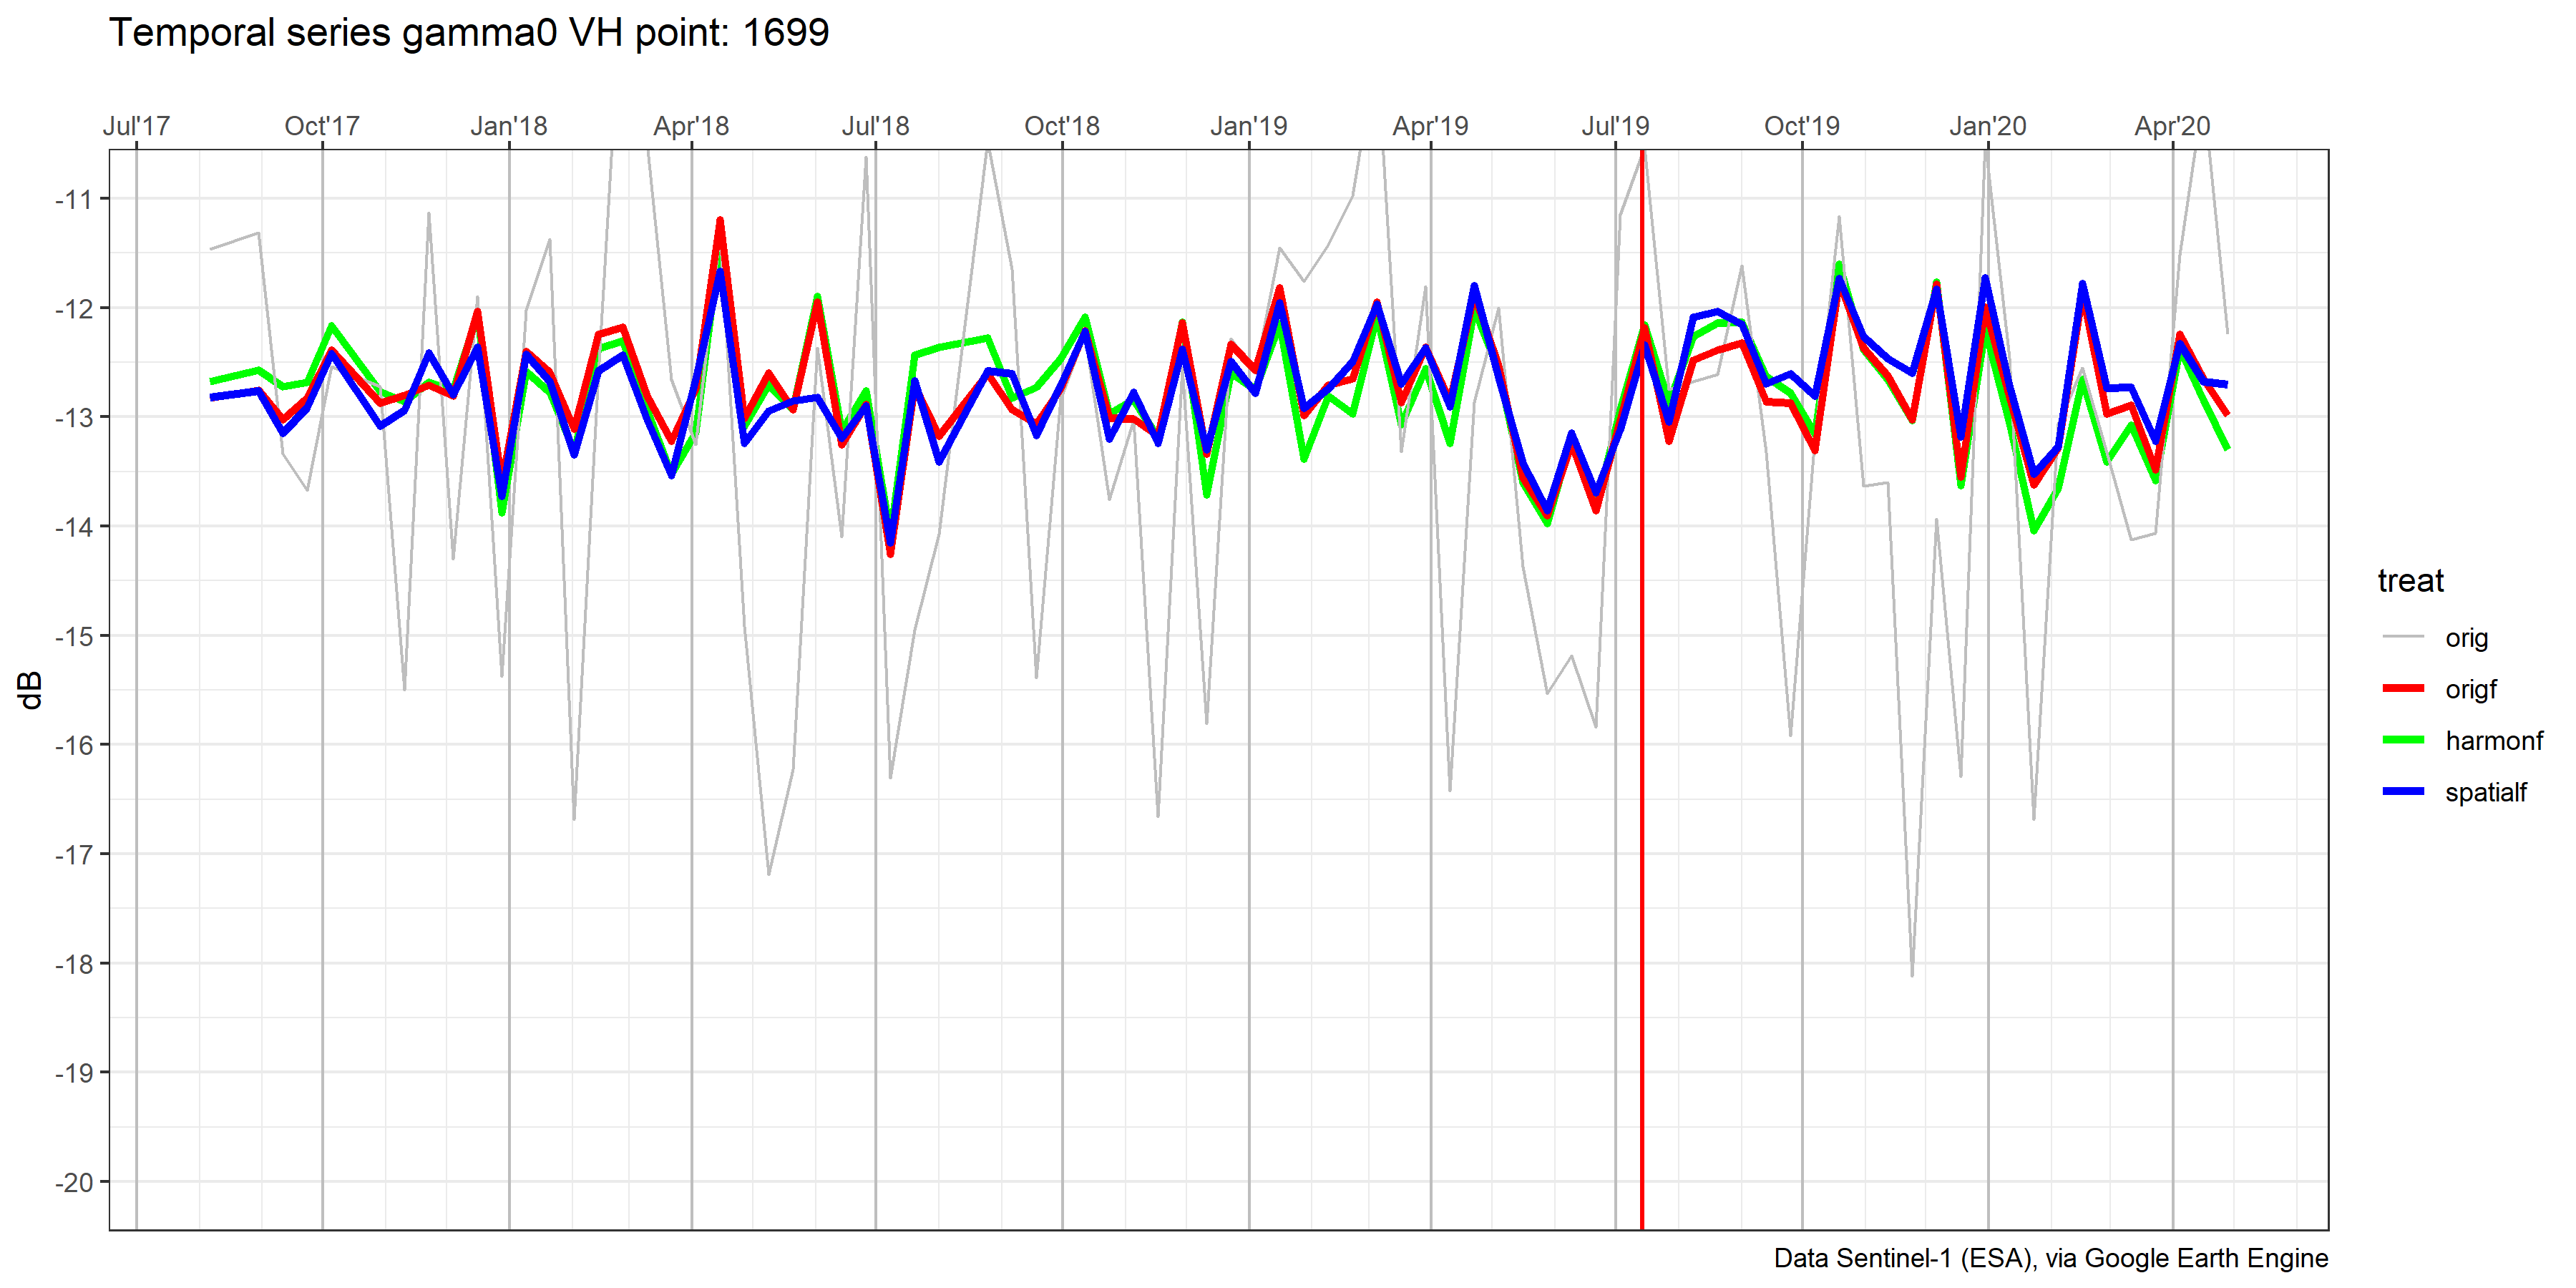 Temporal series gamma0 VH point: 1699
Jul'17 Oct'17 Jan'18 Apr'18 Jul'18 Oct'18 Jan'19 Apr'19 Jul'19 Oct'19 Jan'20 Apr'20
-11
-12
-13
-14
-15
-16
-17
-18
-19
-20
dB
treat
orig
origf
harmonf
spatialf
Data Sentinel-1 (ESA), via Google Earth Engine